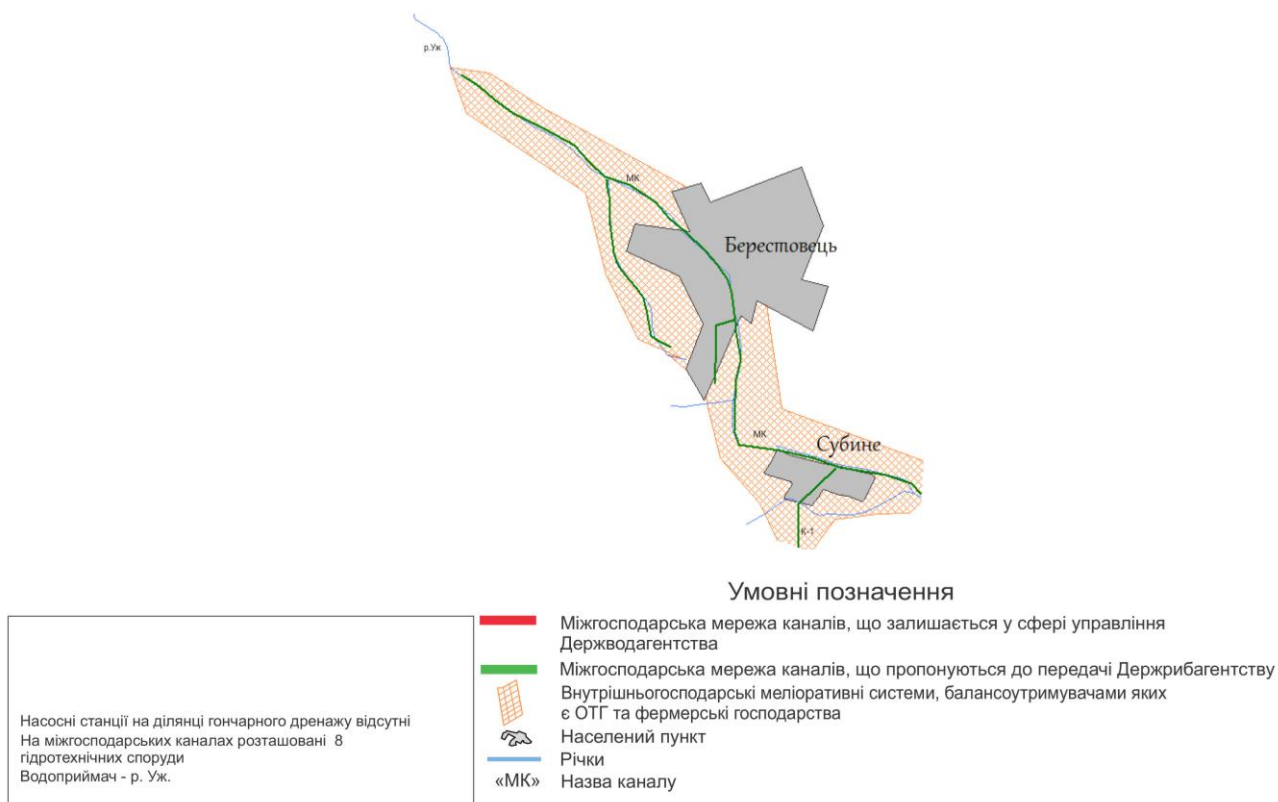 р.Уж
МК
Берестовець
МК
Субине
К-1
Умовні позначення
Міжгосподарська мережа каналів, що залишається у сфері управління
Держводагентства
Міжгосподарська мережа каналів, що пропонуються до передачі Держрибагентству
Внутрішньогосподарські меліоративні системи, балансоутримувачами яких
є ОТГ та фермерські господарства
Населений пункт
Річки
«МК» Назва каналу
Насосні станції на ділянці гончарного дренажу відсутні
На міжгосподарських каналах розташовані 8
гідротехнічних споруди
Водоприймач - р. Уж.